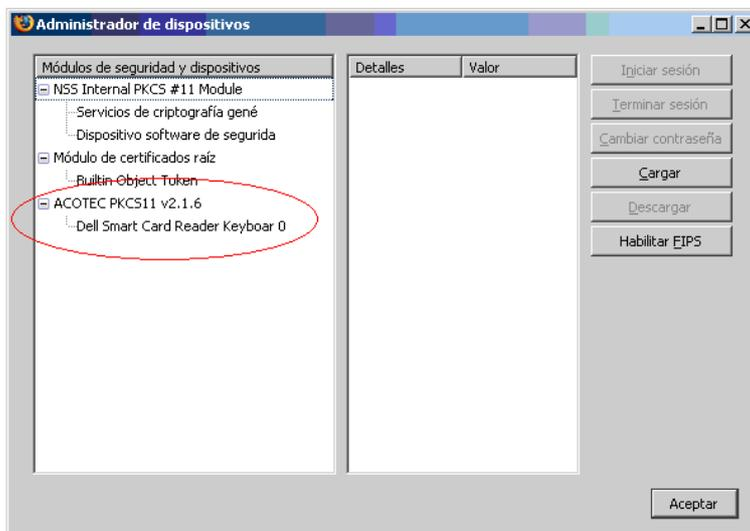 Administrador de dispositivos
Módulos de seguridad y dispositivos
NSS Internal PKCS #11 Module
Servicios de criptografía gené
Dispositivo software de segurida
Módulo de certificados raíz
Builtin Object Token
ACOTEC PKCS11 v2.1.6
Dell Smart Card Reader Keyboar 0
Detalles Valor
Iniciar sesión
Terminar sesión
Cambiar contraseña
Cargar
Descargar
Habilitar FIPS
Aceptar